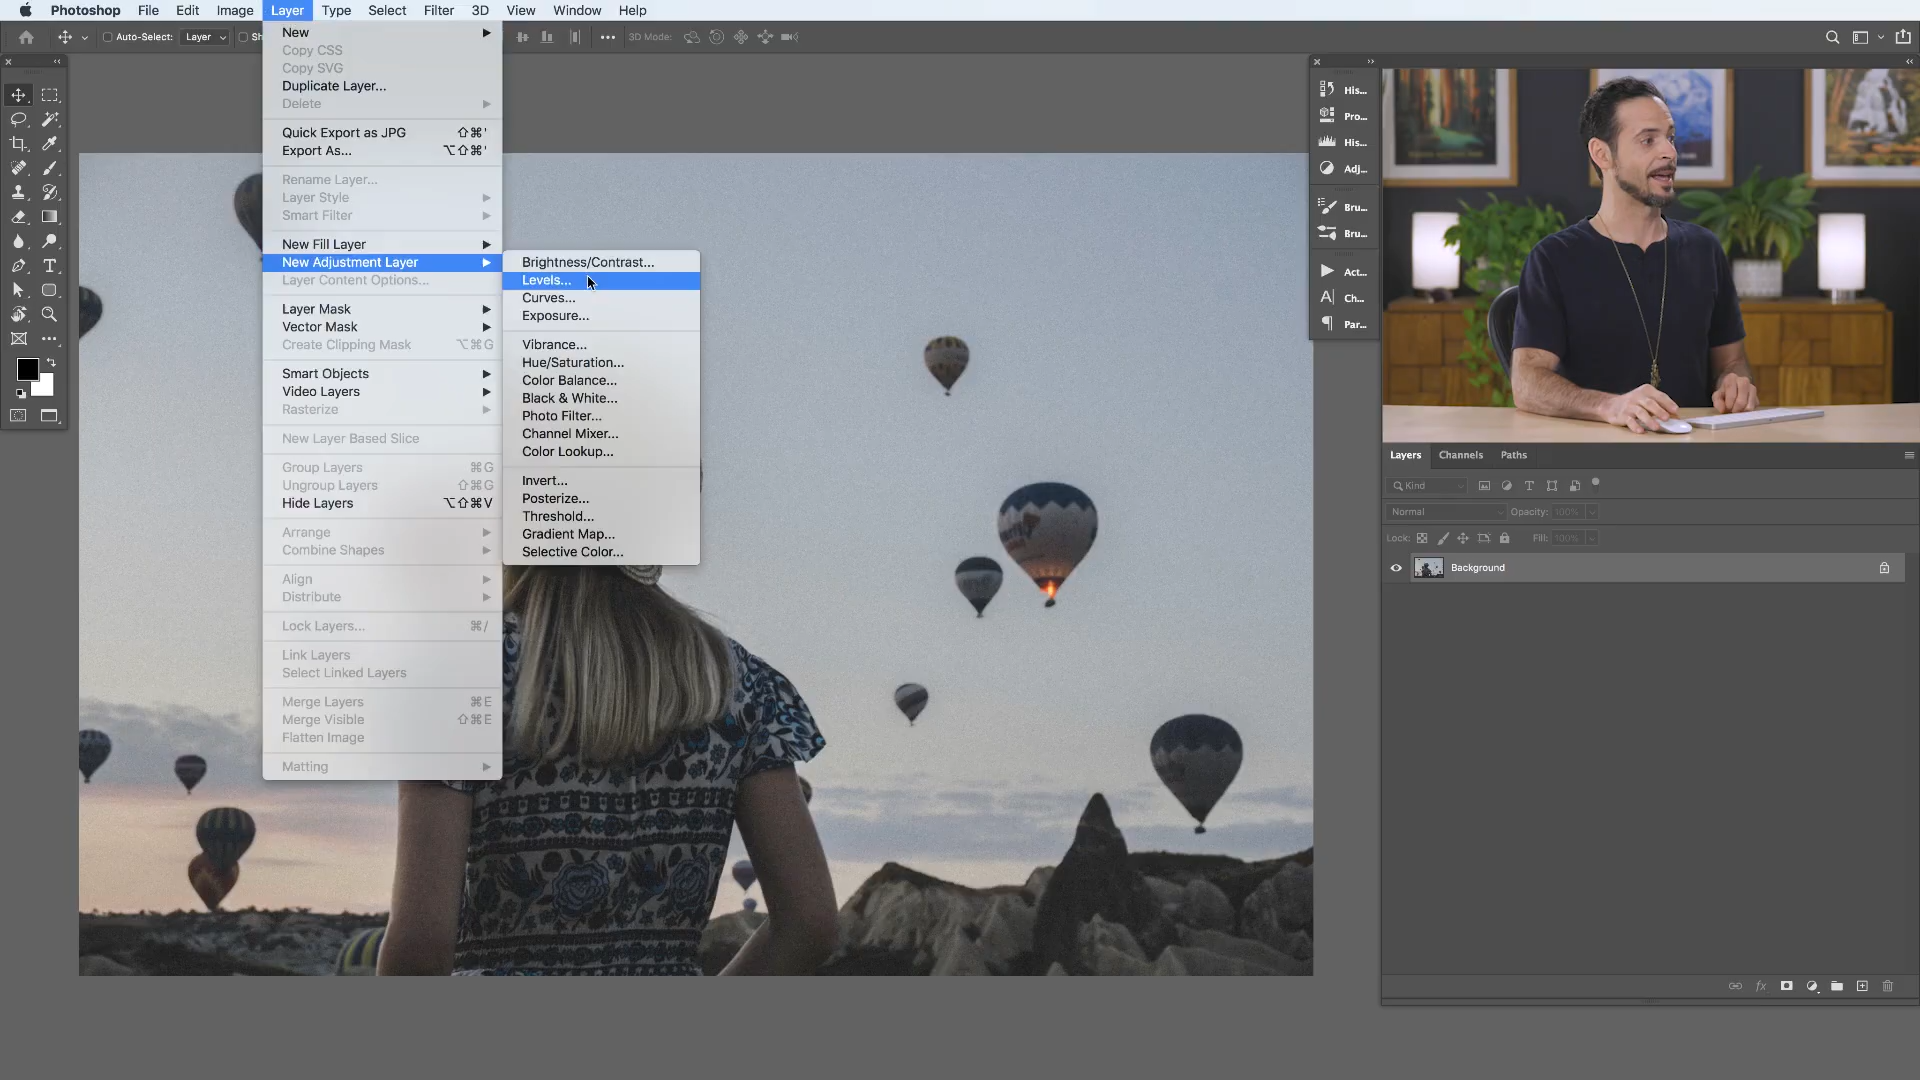 Photoshop File Edit Image Layer Type Select Filter 3D View Window Help
Auto-Select: Layer Sh 3D Mode:
New
Copy CSS
Copy SVG
Duplicate Layer...
Delete
Quick Export as JPG ⇧⌘'
Export As... ⌥⇧⌘'
Rename Layer...
Layer Style
Smart Filter
New Fill Layer
New Adjustment Layer
Layer Content Options...
Layer Mask
Vector Mask
Create Clipping Mask ⌥⌘G
Smart Objects
Video Layers
Rasterize
New Layer Based Slice
Group Layers ⌘G
Ungroup Layers ⇧⌘G
Hide Layers ⌥⇧⌘V
Arrange
Combine Shapes
Align
Distribute
Lock Layers... ⌘/
Link Layers
Select Linked Layers
Merge Layers ⌘E
Merge Visible ⇧⌘E
Flatten Image
Matting
Brightness/Contrast...
Levels...
Curves...
Exposure...
Vibrance...
Hue/Saturation...
Color Balance...
Black & White...
Photo Filter...
Channel Mixer...
Color Lookup...
Invert...
Posterize...
Threshold...
Gradient Map...
Selective Color...
His...
Pro...
His...
Adj...
Bru...
Bru...
Act...
Ch...
Par...
Layers Channels Paths
Kind
Normal Opacity: 100%
Lock: Fill: 100%
Background
fx